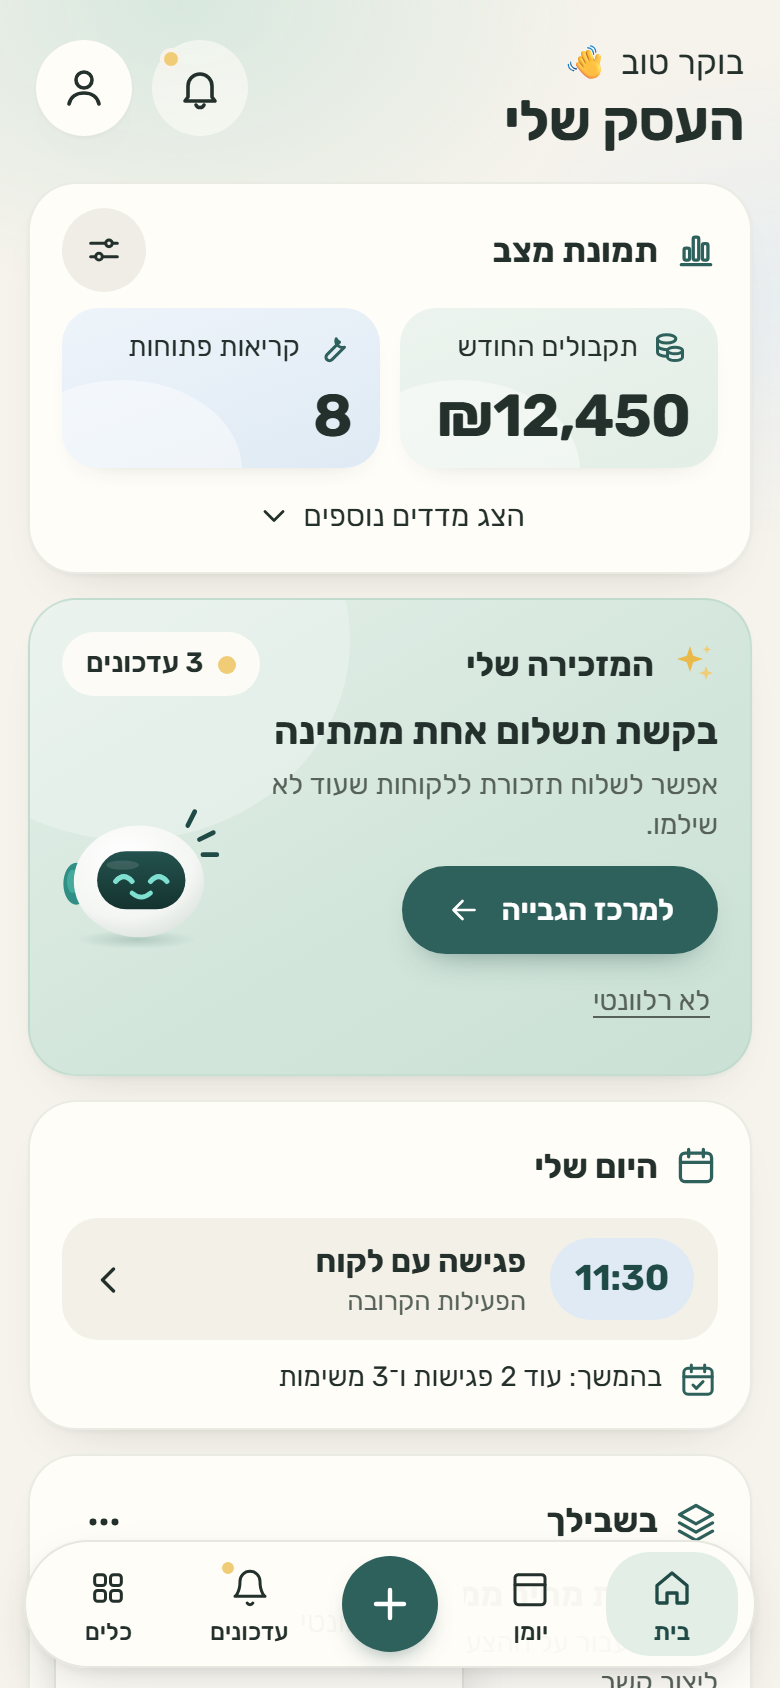 בוקר טוב 👋
העסק שלי
תמונת מצב
תקבולים החודש
₪12,450
קריאות פתוחות
8
הצג מדדים נוספים
המזכירה שלי
3 עדכונים
בקשת תשלום אחת ממתינה
אפשר לשלוח תזכורת ללקוחות שעוד לא
שילמו.
למרכז הגבייה
לא רלוונטי
היום שלי
11:30
פגישה עם לקוח
הפעילות הקרובה
בהמשך: עוד 2 פגישות ו־3 משימות
בשבילך
בית
יומן
עדכונים
כלים
ליצור קשר